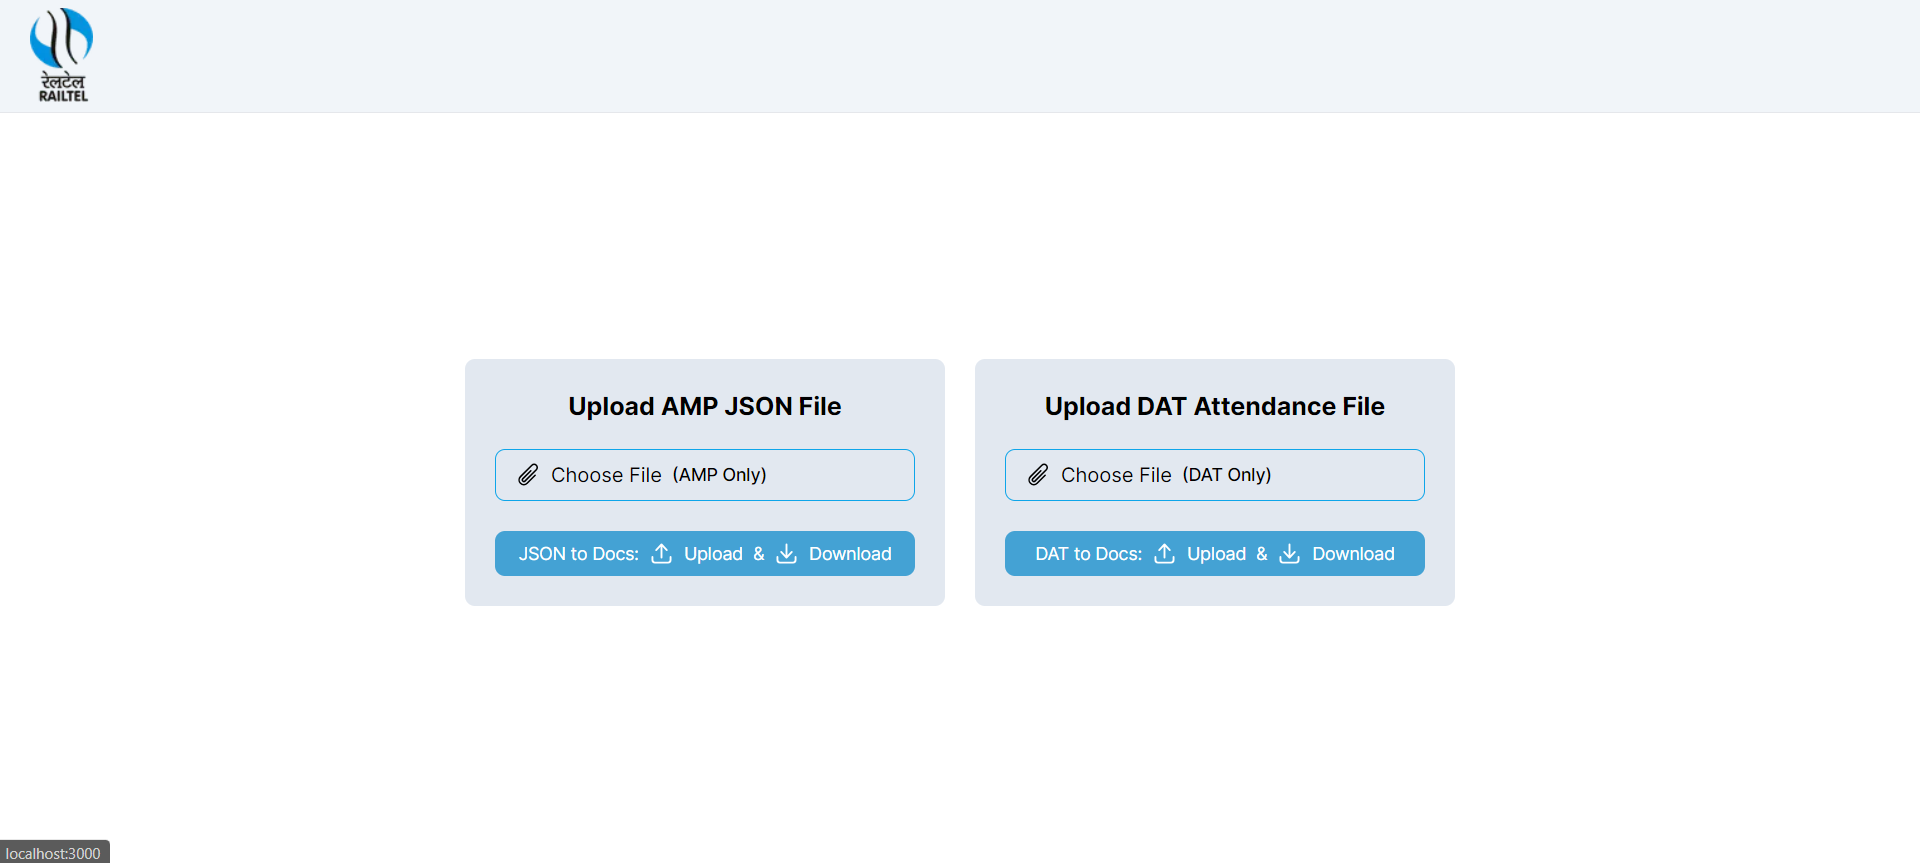 रेलटेल
RAILTEL
Upload AMP JSON File
Choose File (AMP Only)
JSON to Docs: Upload & Download
Upload DAT Attendance File
Choose File (DAT Only)
DAT to Docs: Upload & Download
localhost:3000